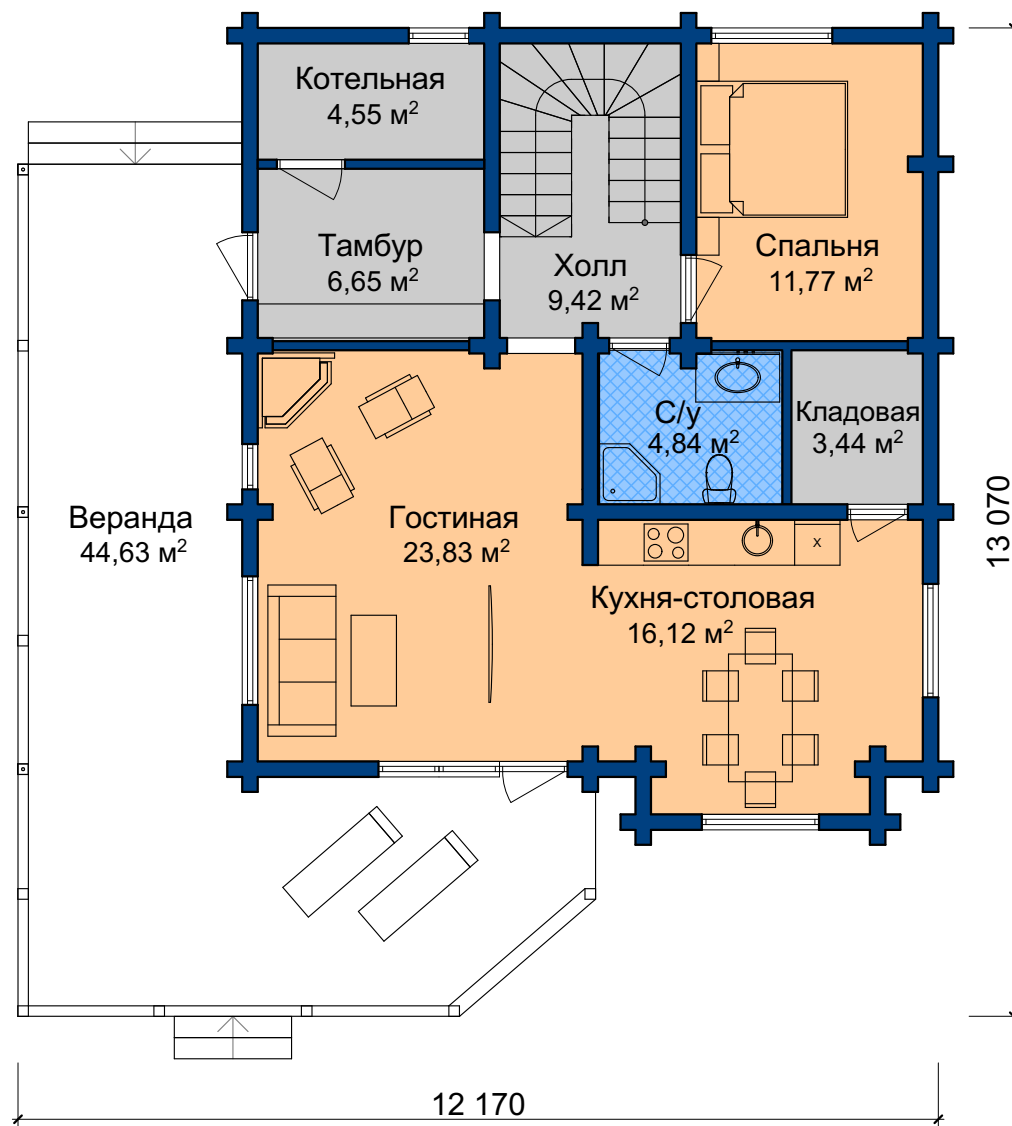 Котельная
4,55 м²
Тамбур
6,65 м²
Холл
9,42 м²
Спальня
11,77 м²
С/у
4,84 м²
Кладовая
3,44 м²
Веранда
44,63 м²
Гостиная
23,83 м²
x
Кухня-столовая
16,12 м²
13 070
12 170